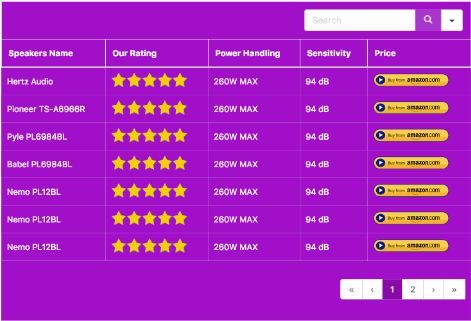 Search
Speakers Name Our Rating Power Handling Sensitivity Price
Hertz Audio 260W MAX 94 dB Buy from amazon.com
Pioneer TS-A6966R 260W MAX 94 dB Buy from amazon.com
Pyle PL6984BL 260W MAX 94 dB Buy from amazon.com
Babel PL6984BL 260W MAX 94 dB Buy from amazon.com
Nemo PL12BL 260W MAX 94 dB Buy from amazon.com
Nemo PL12BL 260W MAX 94 dB Buy from amazon.com
Nemo PL12BL 260W MAX 94 dB Buy from amazon.com
« ‹ 1 2 › »